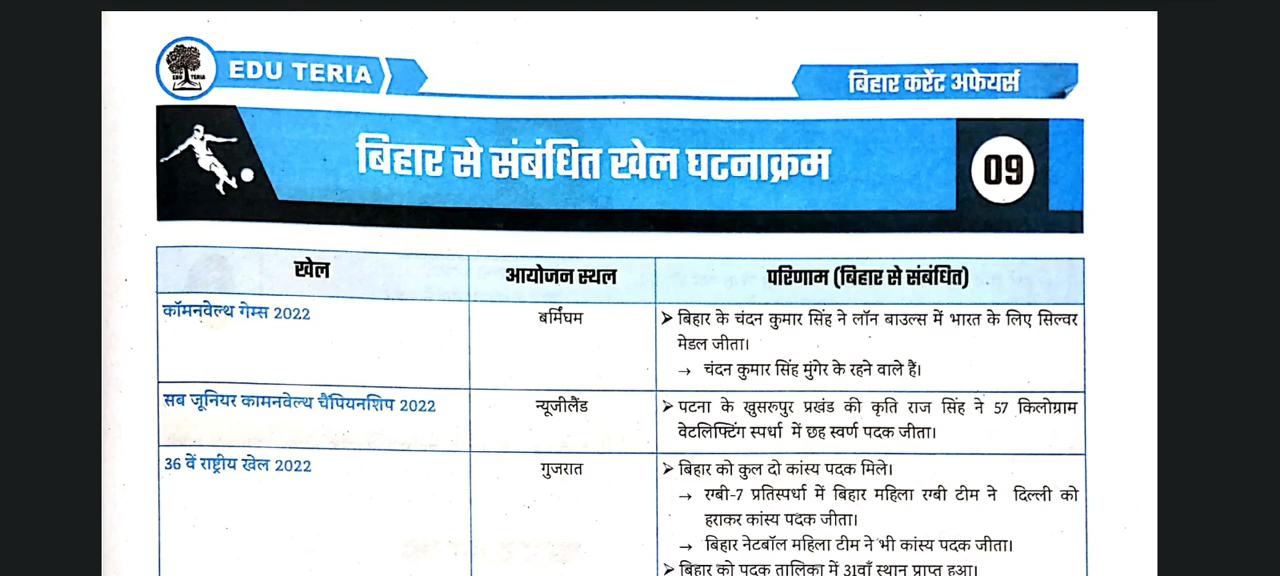 EDU TERIA
बिहार करेंट अफेयर्स
बिहार से संबंधित खेल घटनाक्रम
09
खेल
आयोजन स्थल
परिणाम (बिहार से संबंधित)
कॉमनवेल्थ गेम्स 2022
बर्मिंघम
➢ बिहार के चंदन कुमार सिंह ने लॉन बाउल्स में भारत के लिए सिल्वर
मेडल जीता।
→ चंदन कुमार सिंह मुंगेर के रहने वाले हैं।
सब जूनियर कामनवेल्थ चैंपियनशिप 2022
न्यूजीलैंड
➢ पटना के खुसरूपुर प्रखंड की कृति राज सिंह ने 57 किलोग्राम
वेटलिफ्टिंग स्पर्धा में छह स्वर्ण पदक जीता।
36 वें राष्ट्रीय खेल 2022
गुजरात
➢ बिहार को कुल दो कांस्य पदक मिले।
→ रग्बी-7 प्रतिस्पर्धा में बिहार महिला रग्बी टीम ने दिल्ली को
हराकर कांस्य पदक जीता।
→ बिहार नेटबॉल महिला टीम ने भी कांस्य पदक जीता।
➢ बिहार को पदक तालिका में 31वाँ स्थान प्राप्त हुआ।